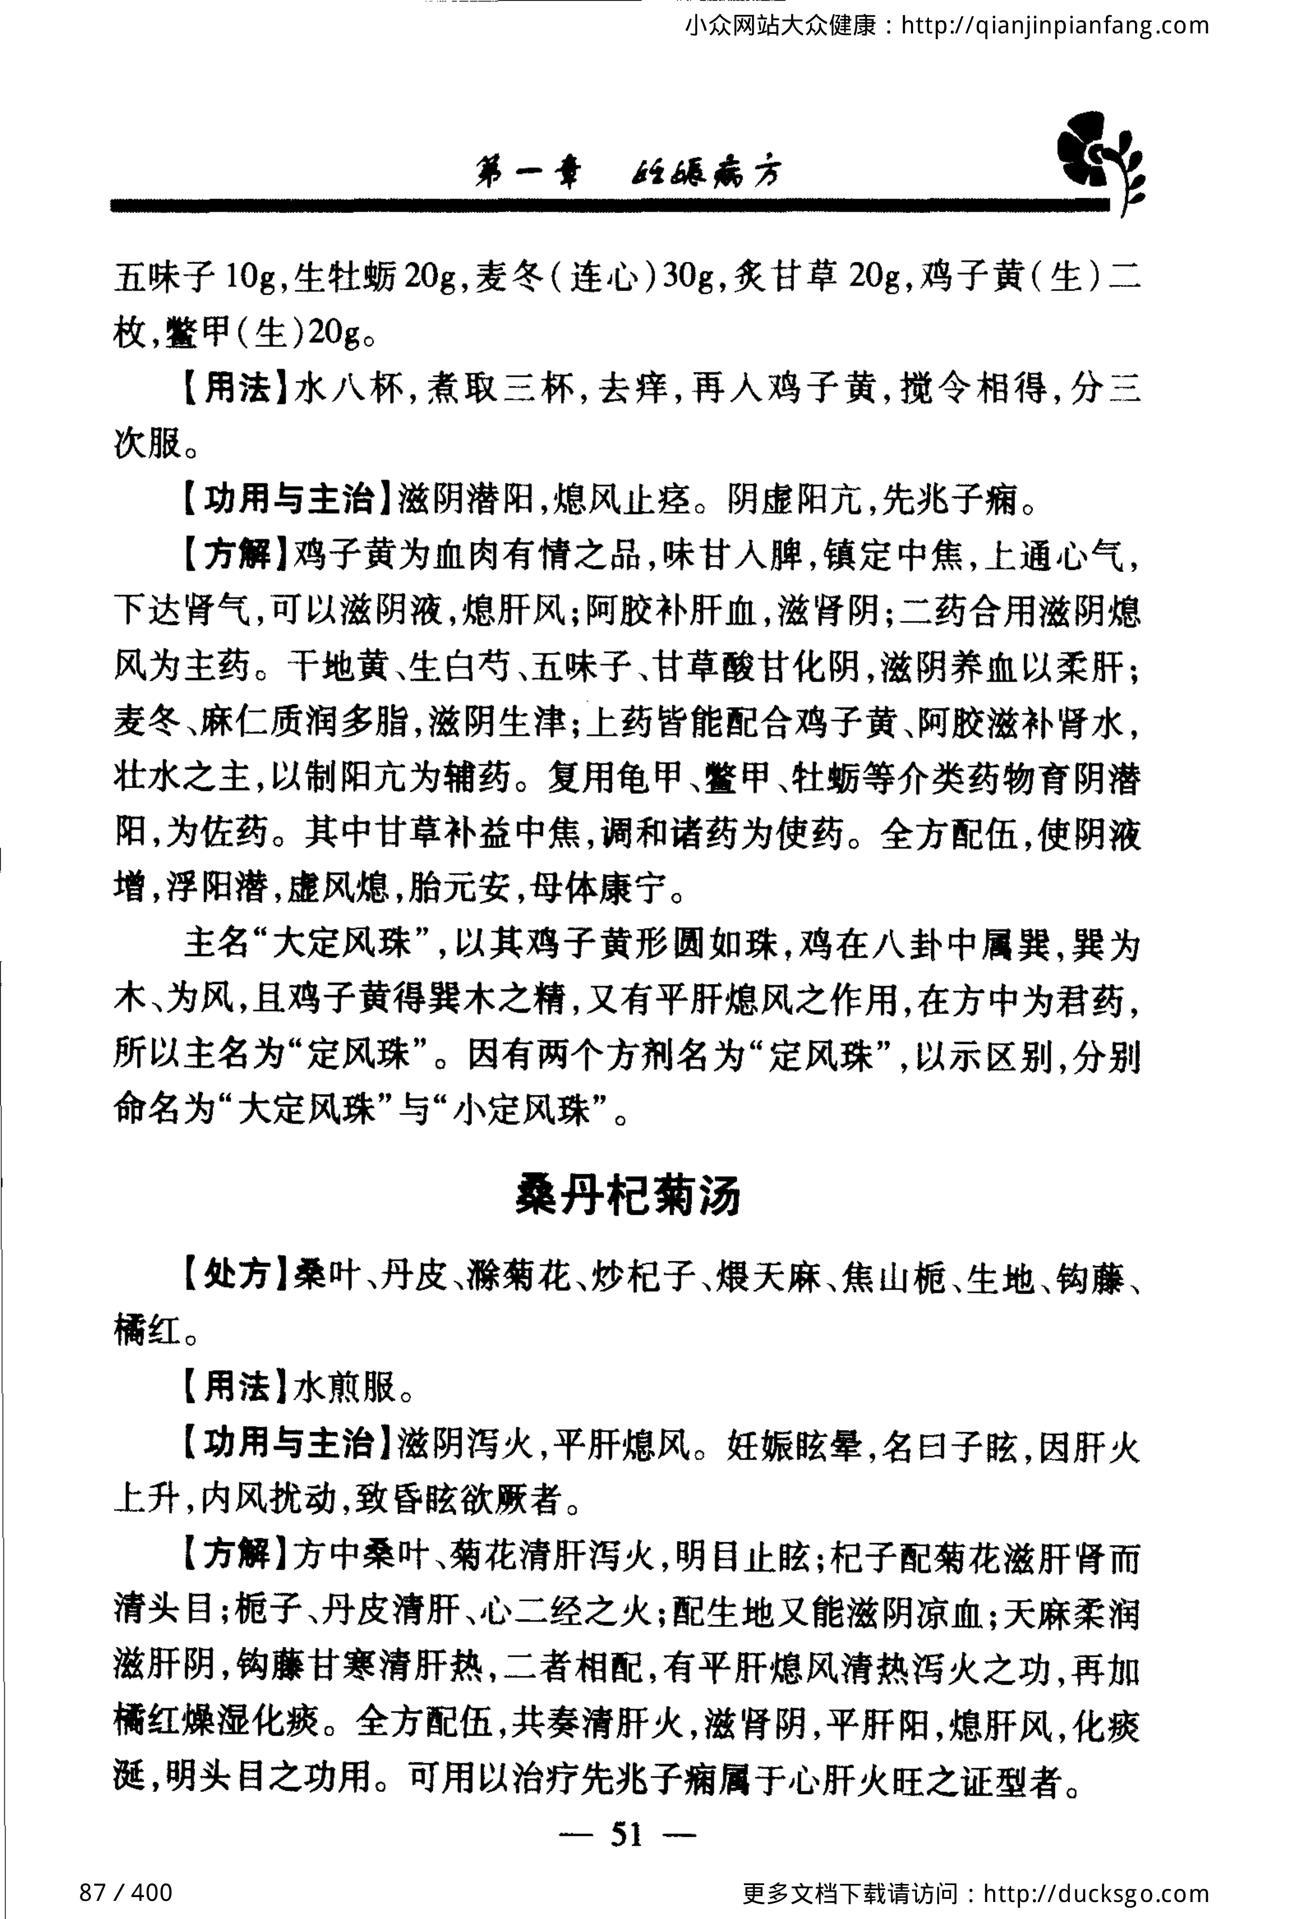 小众网站大众健康：http://qianjinpianfang.com
第一章 妊娠病方
五味子10g,生牡蛎20g,麦冬(连心)30g,炙甘草20g,鸡子黄(生)二
枚,鳖甲(生)20g。
【用法】水八杯,煮取三杯,去痒,再入鸡子黄,搅令相得,分三
次服。
【功用与主治】滋阴潜阳,熄风止痉。阴虚阳亢,先兆子痫。
【方解】鸡子黄为血肉有情之品,味甘入脾,镇定中焦,上通心气,
下达肾气,可以滋阴液,熄肝风;阿胶补肝血,滋肾阴;二药合用滋阴熄
风为主药。干地黄、生白芍、五味子、甘草酸甘化阴,滋阴养血以柔肝;
麦冬、麻仁质润多脂,滋阴生津;上药皆能配合鸡子黄、阿胶滋补肾水,
壮水之主,以制阳亢为辅药。复用龟甲、鳖甲、牡蛎等介类药物育阴潜
阳,为佐药。其中甘草补益中焦,调和诸药为使药。全方配伍,使阴液
增,浮阳潜,虚风熄,胎元安,母体康宁。
主名“大定风珠”,以其鸡子黄形圆如珠,鸡在八卦中属巽,巽为
木、为风,且鸡子黄得巽木之精,又有平肝熄风之作用,在方中为君药,
所以主名为“定风珠”。因有两个方剂名为“定风珠”,以示区别,分别
命名为“大定风珠”与“小定风珠”。
桑丹杞菊汤
【处方】桑叶、丹皮、滁菊花、炒杞子、煨天麻、焦山栀、生地、钩藤、
橘红。
【用法】水煎服。
【功用与主治】滋阴泻火,平肝熄风。妊娠眩晕,名曰子眩,因肝火
上升,内风扰动,致昏眩欲厥者。
【方解】方中桑叶、菊花清肝泻火,明目止眩;杞子配菊花滋肝肾而
清头目;栀子、丹皮清肝、心二经之火;配生地又能滋阴凉血;天麻柔润
滋肝阴,钩藤甘寒清肝热,二者相配,有平肝熄风清热泻火之功,再加
橘红燥湿化痰。全方配伍,共奏清肝火,滋肾阴,平肝阳,熄肝风,化痰
涎,明头目之功用。可用以治疗先兆子痫属于心肝火旺之证型者。
— 51 —
87 / 400
更多文档下载请访问：http://ducksgo.com